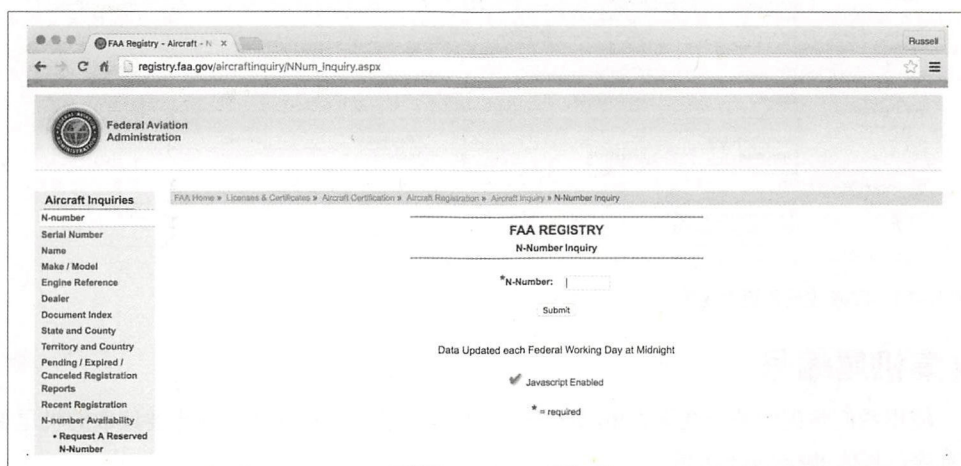 FAA Registry - Aircraft - N
Russell
registry.faa.gov/aircraftinquiry/NNum_Inquiry.aspx
Federal Aviation
Administration
Aircraft Inquiries
N-number
Serial Number
Name
Make / Model
Engine Reference
Dealer
Document Index
State and County
Territory and Country
Pending / Expired /
Canceled Registration
Reports
Recent Registration
N-number Availability
• Request A Reserved
N-Number
FAA Home » Licenses & Certificates » Aircraft Certification » Aircraft Registration » Aircraft Inquiry » N-Number Inquiry
FAA REGISTRY
N-Number Inquiry
*N-Number:
Submit
Data Updated each Federal Working Day at Midnight
Javascript Enabled
* = required